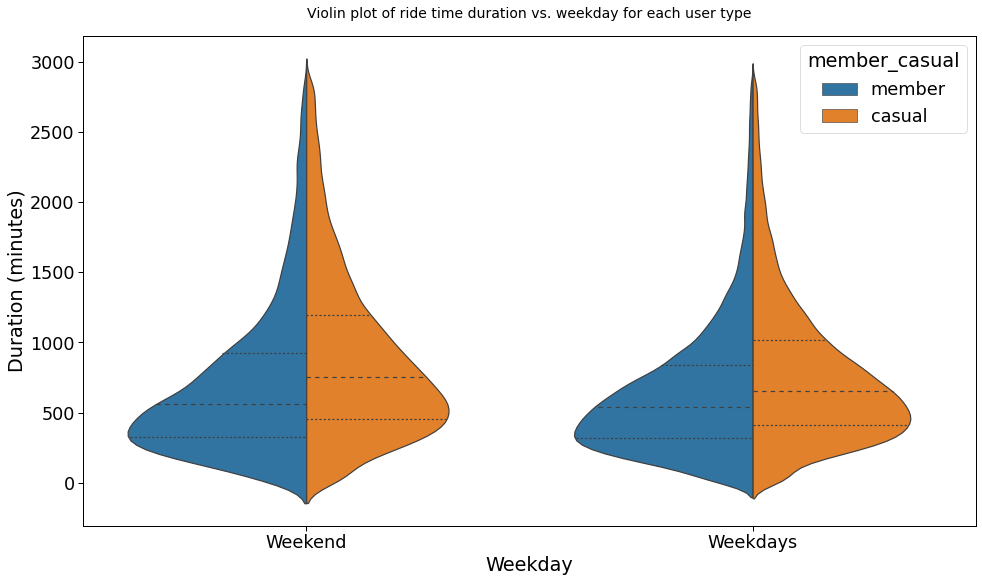 Violin plot of ride time duration vs. weekday for each user type
member_casual
member
casual
Duration (minutes)
3000
2500
2000
1500
1000
500
0
Weekend
Weekdays
Weekday